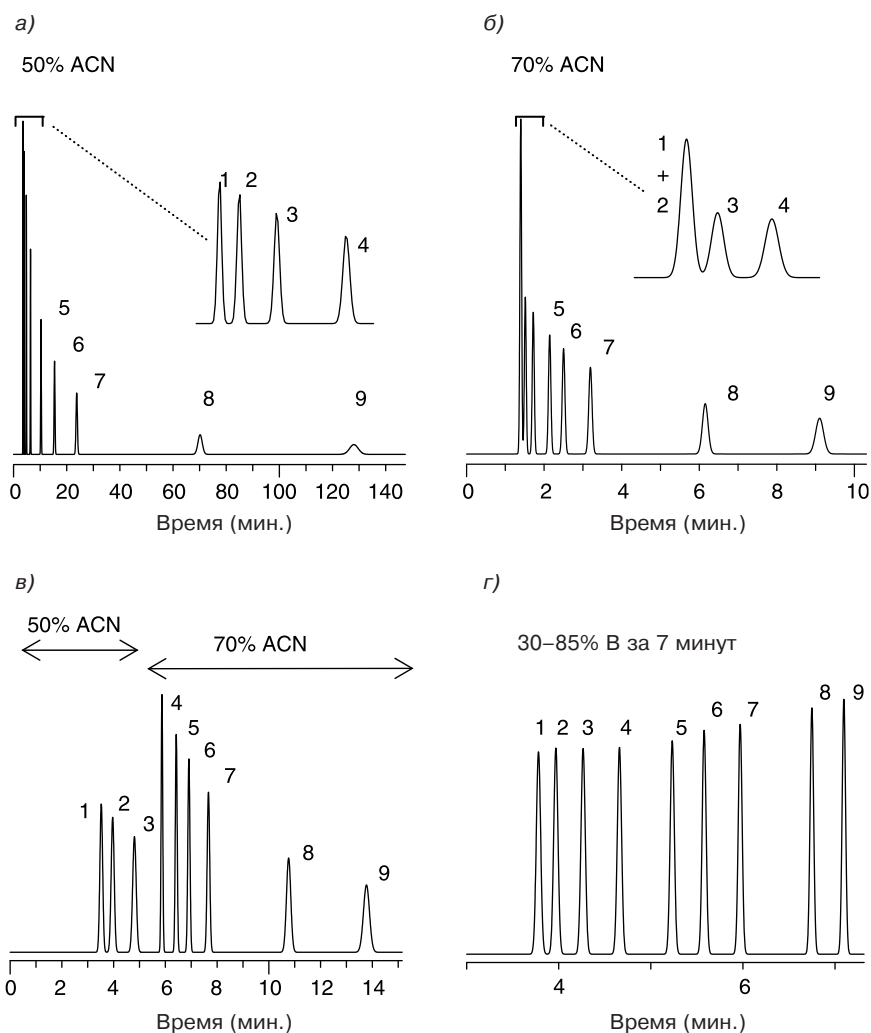 а)
50% ACN
1 2
3
4
5
6
7
8
9
0 20 40 60 80 100 120 140
Время (мин.)
б)
70% ACN
1
+
2
3
4
5
6
7
8
9
0 2 4 6 8 10
Время (мин.)
в)
50% ACN
70% ACN
1
2
3
4
5
6
7
8
9
0 2 4 6 8 10 12 14
Время (мин.)
г)
30–85% В за 7 минут
1 2 3 4 5 6 7 8 9
4 6
Время (мин.)